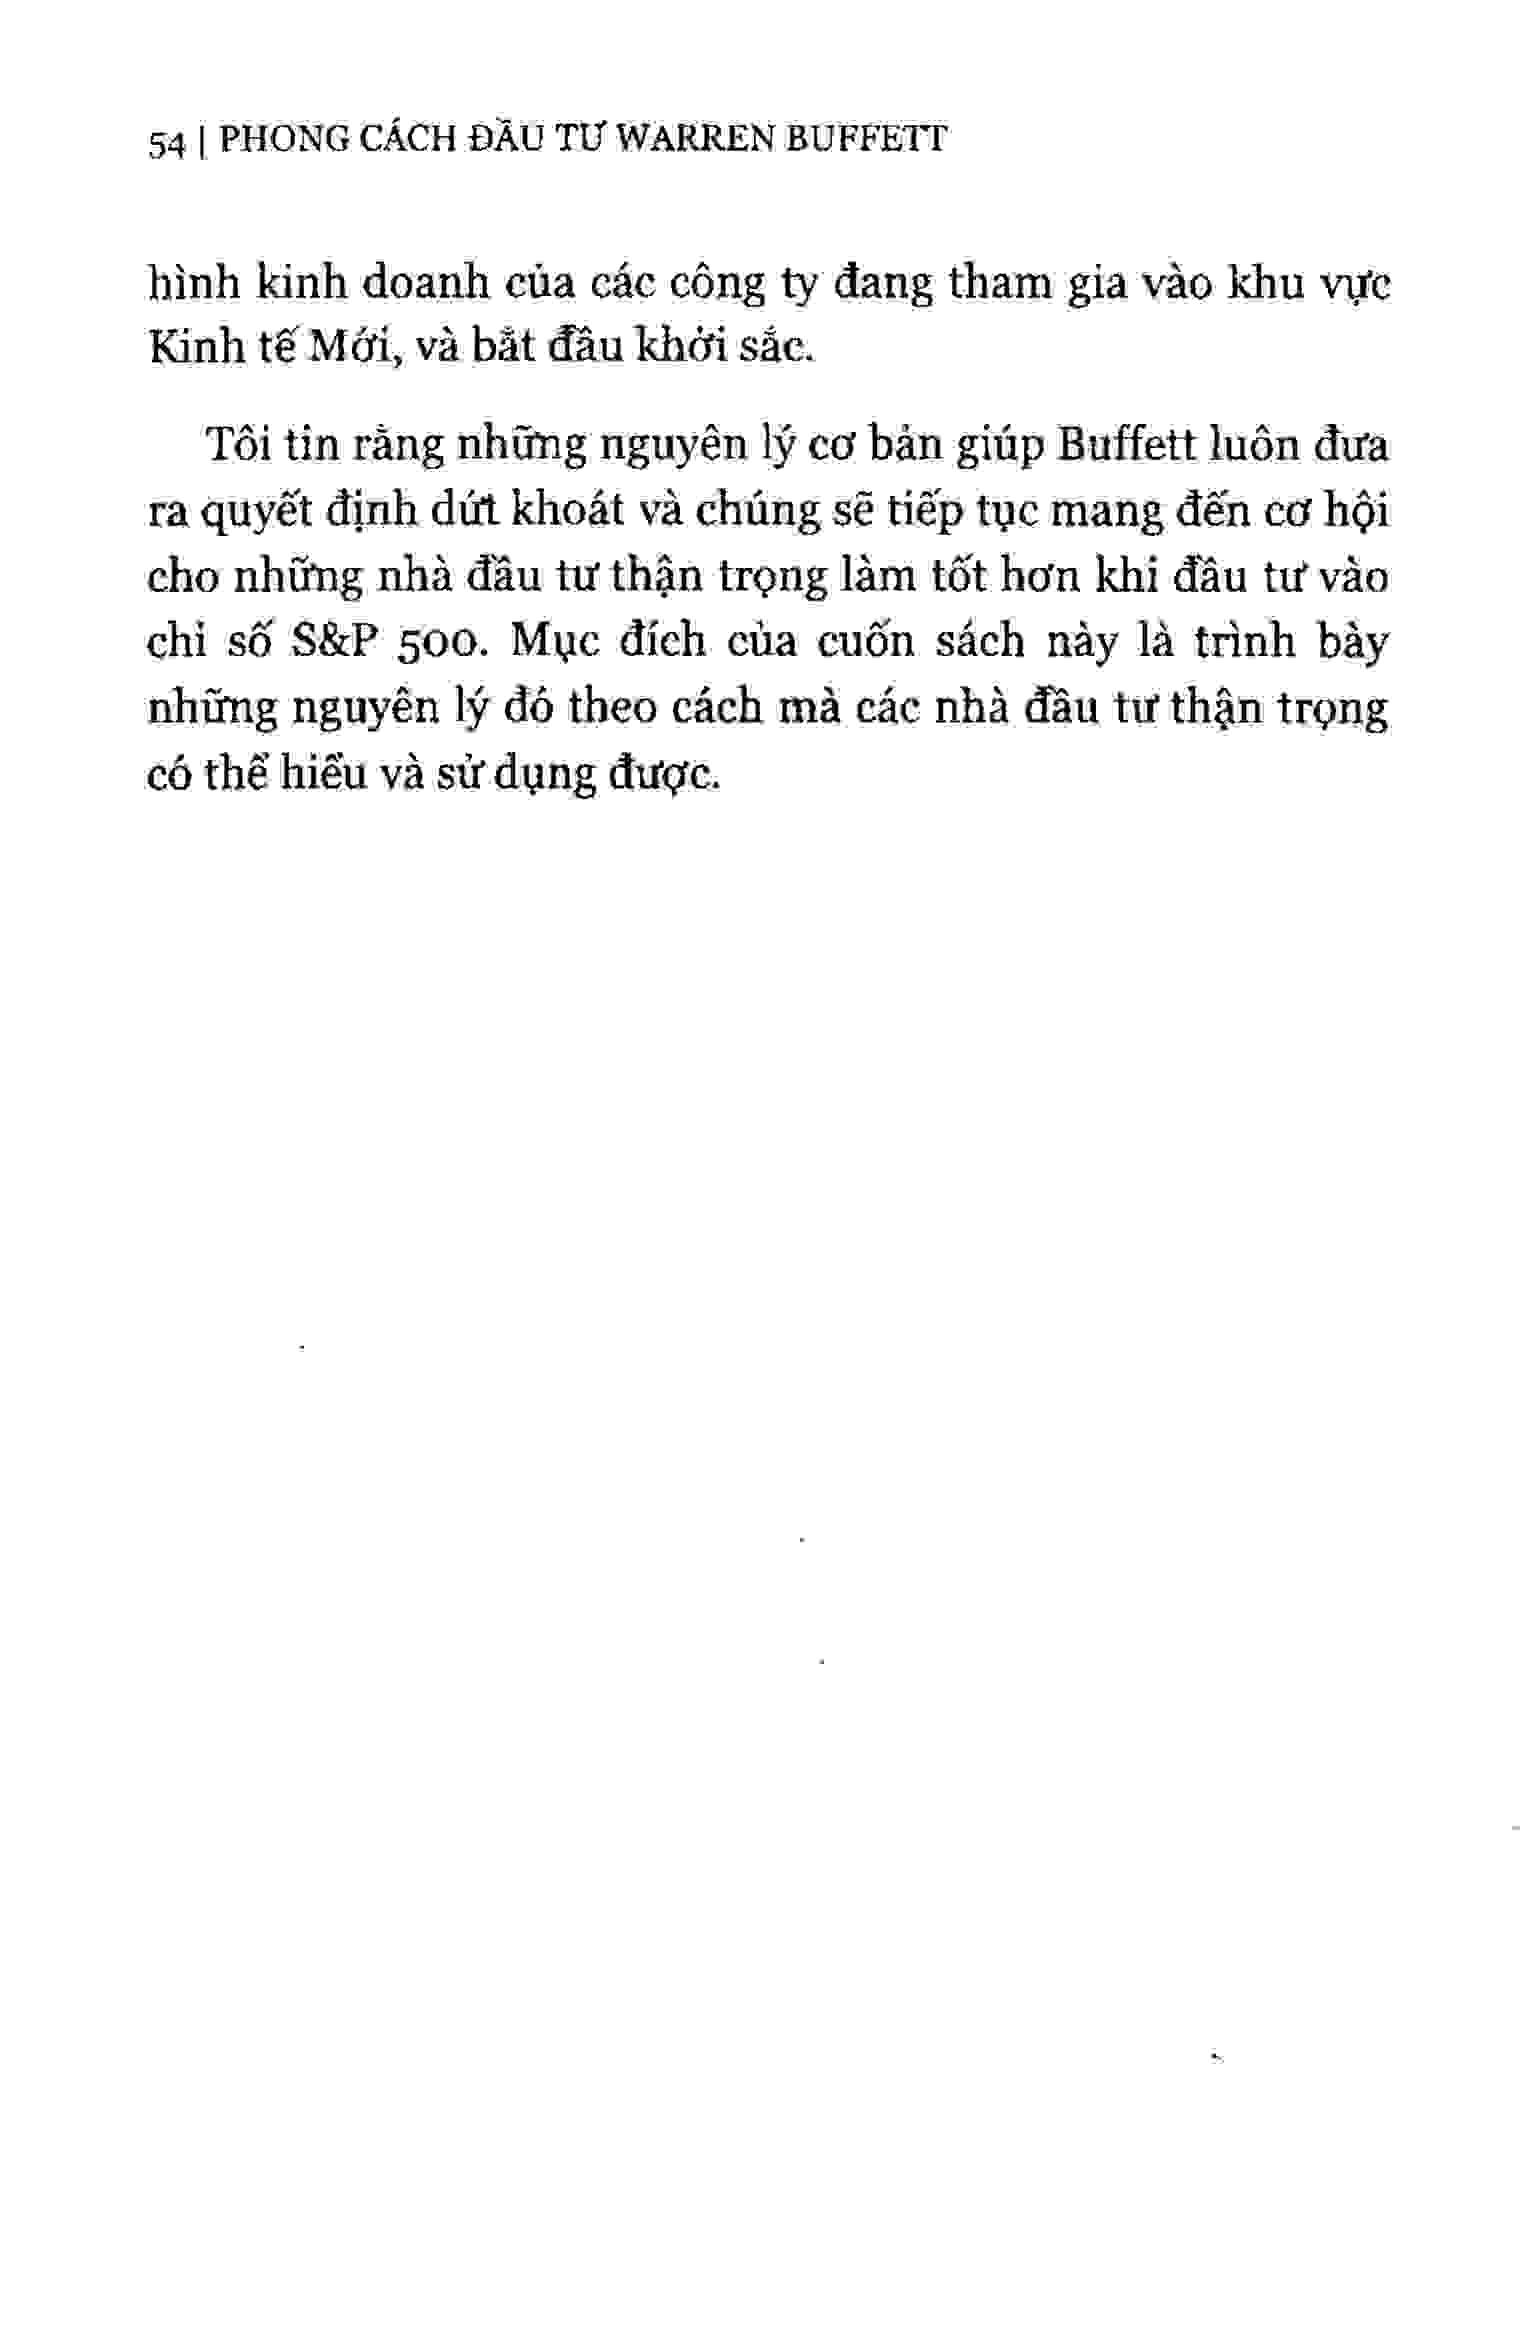 54 | PHONG CÁCH ĐẦU TƯ WARREN BUFFETT
hình kinh doanh của các công ty đang tham gia vào khu vực
Kinh tế Mới, và bắt đầu khởi sắc.
Tôi tin rằng những nguyên lý cơ bản giúp Buffett luôn đưa
ra quyết định dứt khoát và chúng sẽ tiếp tục mang đến cơ hội
cho những nhà đầu tư thận trọng làm tốt hơn khi đầu tư vào
chỉ số S&P 500. Mục đích của cuốn sách này là trình bày
những nguyên lý đó theo cách mà các nhà đầu tư thận trọng
có thể hiểu và sử dụng được.